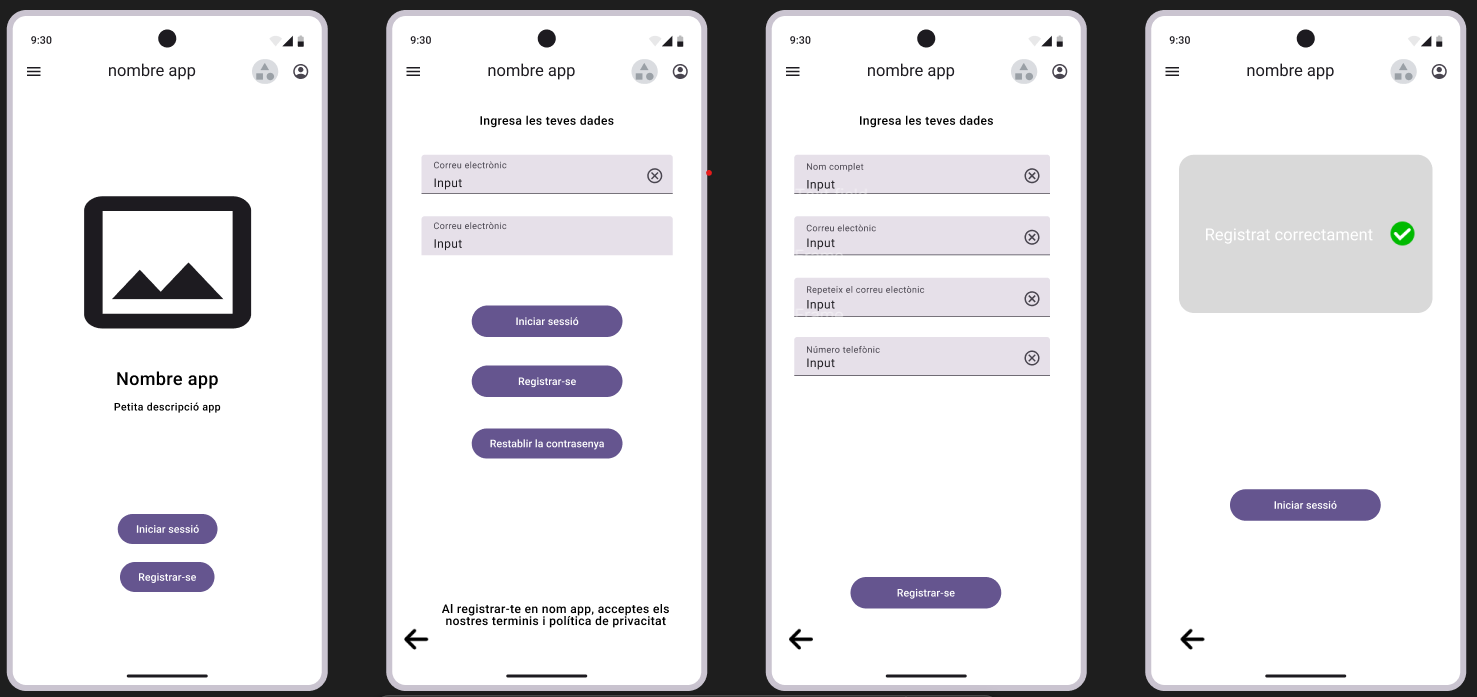 9:30
nombre app
Nombre app
Petita descripció app
Iniciar sessió
Registrar-se
9:30
nombre app
Ingresa les teves dades
Correu electrònic
Input
Correu electrònic
Input
Iniciar sessió
Registrar-se
Restablir la contrasenya
Al registrar-te en nom app, acceptes els
nostres terminis i política de privacitat
9:30
nombre app
Ingresa les teves dades
Nom complet
Input
Correu electònic
Input
Repeteix el correu electònic
Input
Número telefònic
Input
Registrar-se
9:30
nombre app
Registrat correctament
Iniciar sessió